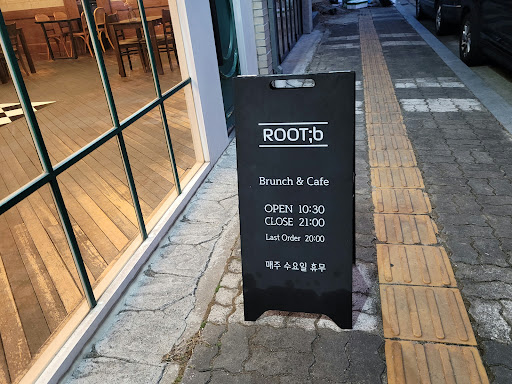 ROOT;b
Brunch & Cafe
OPEN 10:30
CLOSE 21:00
Last Order 20:00
매주 수요일 휴무